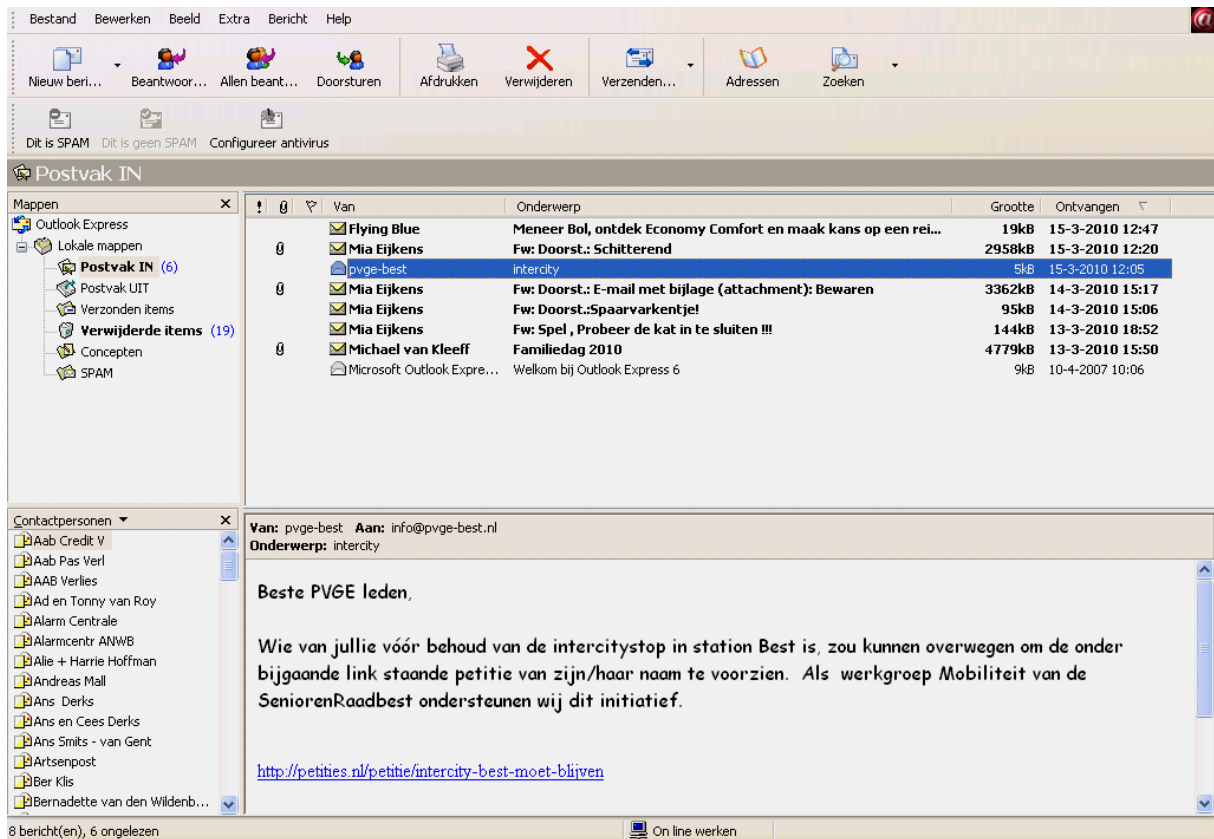 Bestand Bewerken Beeld Extra Bericht Help
Nieuw beri... Beantwoor... Allen beant... Doorsturen Afdrukken Verwijderen Verzenden... Adressen Zoeken
Dit is SPAM Dit is geen SPAM Configureer antivirus
Postvak IN
Mappen
Outlook Express
Lokale mappen
Postvak IN (6)
Postvak UIT
Verzonden items
Verwijderde items (19)
Concepten
SPAM
! Van Onderwerp Grootte Ontvangen
Flying Blue Meneer Bol, ontdek Economy Comfort en maak kans op een rei... 19kB 15-3-2010 12:47
Mia Eijkens Fw: Doorst.: Schitterend 2958kB 15-3-2010 12:20
pvge-best intercity 5kB 15-3-2010 12:05
Mia Eijkens Fw: Doorst.: E-mail met bijlage (attachment): Bewaren 3362kB 14-3-2010 15:17
Mia Eijkens Fw: Doorst.:Spaarvarkentje! 95kB 14-3-2010 15:06
Mia Eijkens Fw: Spel , Probeer de kat in te sluiten !!! 144kB 13-3-2010 18:52
Michael van Kleeff Familiedag 2010 4779kB 13-3-2010 15:50
Microsoft Outlook Expre... Welkom bij Outlook Express 6 9kB 10-4-2007 10:06
Contactpersonen
Aab Credit V
Aab Pas Verl
AAB Verlies
Ad en Tonny van Roy
Alarm Centrale
Alarmcentr ANWB
Alie + Harrie Hoffman
Andreas Mall
Ans Derks
Ans en Cees Derks
Ans Smits - van Gent
Artsenpost
Ber Klis
Bernadette van den Wildenb...
Van: pvge-best Aan: info@pvge-best.nl
Onderwerp: intercity
Beste PVGE leden,
Wie van jullie vóór behoud van de intercitystop in station Best is, zou kunnen overwegen om de onder
bijgaande link staande petitie van zijn/haar naam te voorzien. Als werkgroep Mobiliteit van de
SeniorenRaadbest ondersteunen wij dit initiatief.
http://petities.nl/petitie/intercity-best-moet-blijven
8 bericht(en), 6 ongelezen On line werken